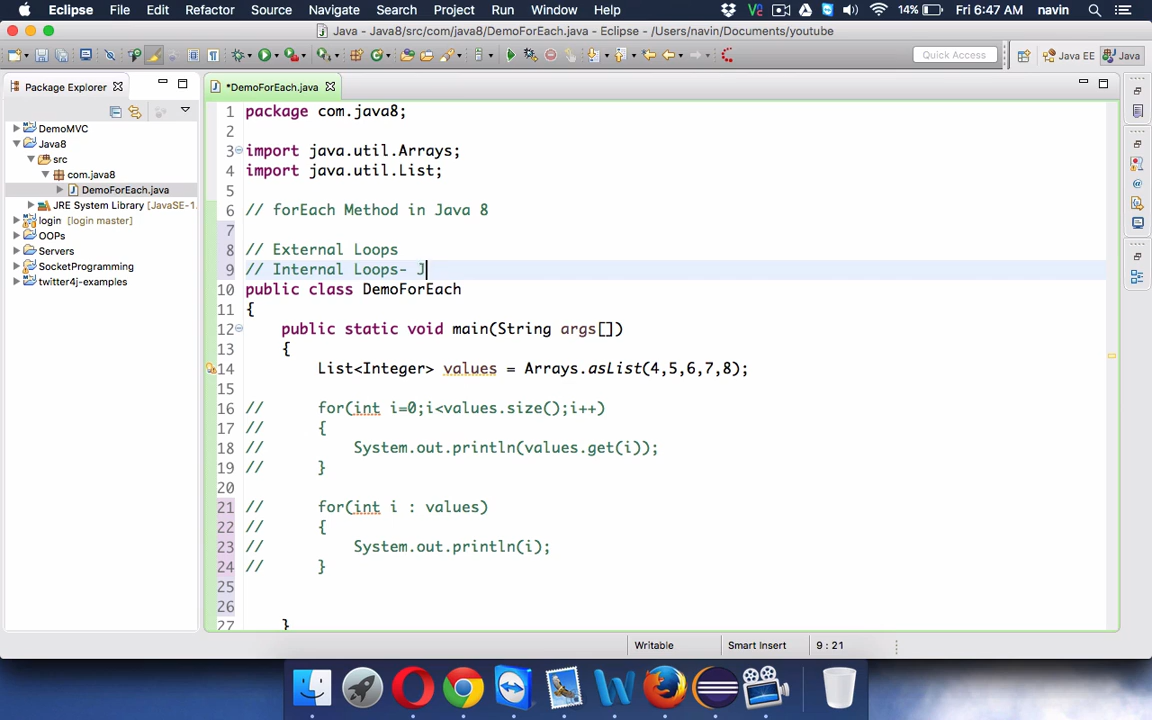 Eclipse File Edit Refactor Source Navigate Search Project Run Window Help 14% Fri 6:47 AM navin
Java - Java8/src/com/java8/DemoForEach.java - Eclipse - /Users/navin/Documents/youtube
Quick Access Java EE Java
Package Explorer
DemoMVC
Java8
src
com.java8
DemoForEach.java
JRE System Library [JavaSE-1.
login [login master]
OOPs
Servers
SocketProgramming
twitter4j-examples
*DemoForEach.java
1 package com.java8;
2
3 import java.util.Arrays;
4 import java.util.List;
5
6 // forEach Method in Java 8
7
8 // External Loops
9 // Internal Loops- J
10 public class DemoForEach
11 {
12 public static void main(String args[])
13 {
14 List<Integer> values = Arrays.asList(4,5,6,7,8);
15
16 // for(int i=0;i<values.size();i++)
17 // {
18 // System.out.println(values.get(i));
19 // }
20
21 // for(int i : values)
22 // {
23 // System.out.println(i);
24 // }
25
26
27 }
Writable Smart Insert 9 : 21